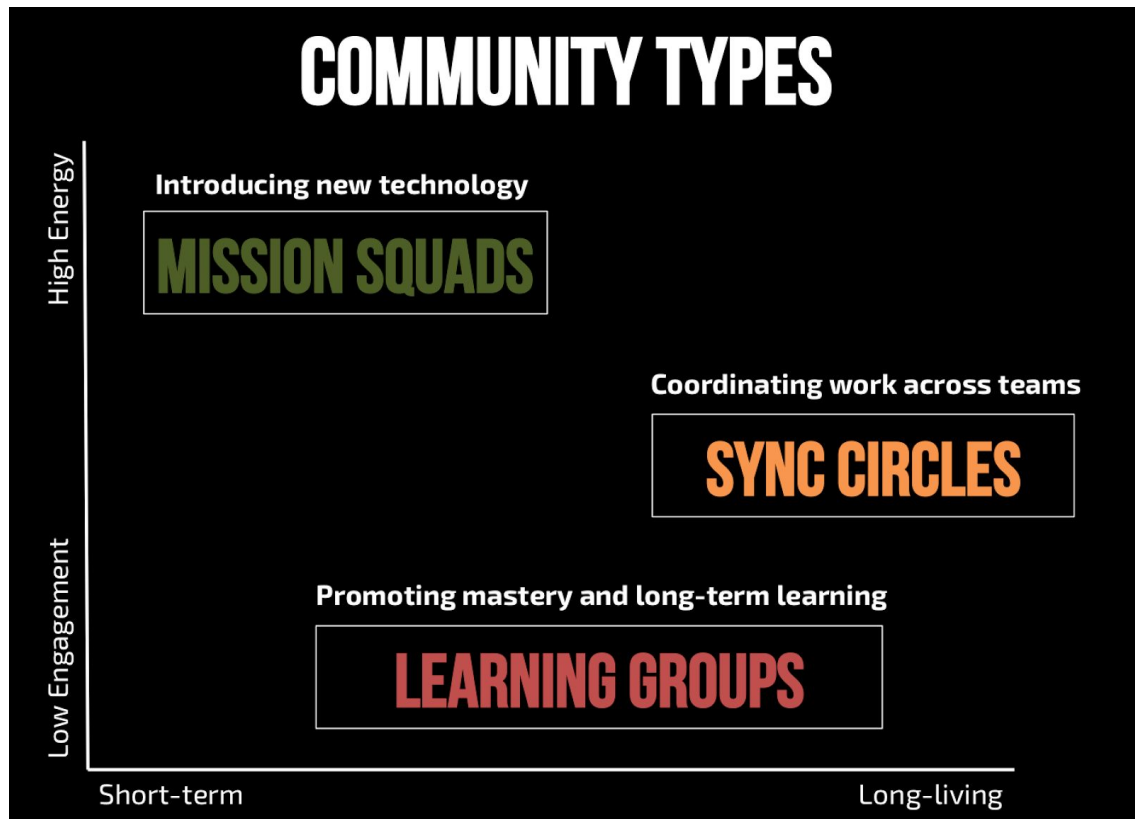 COMMUNITY TYPES
High Energy
Introducing new technology
MISSION SQUADS
Coordinating work across teams
SYNC CIRCLES
Low Engagement
Promoting mastery and long-term learning
LEARNING GROUPS
Short-term
Long-living